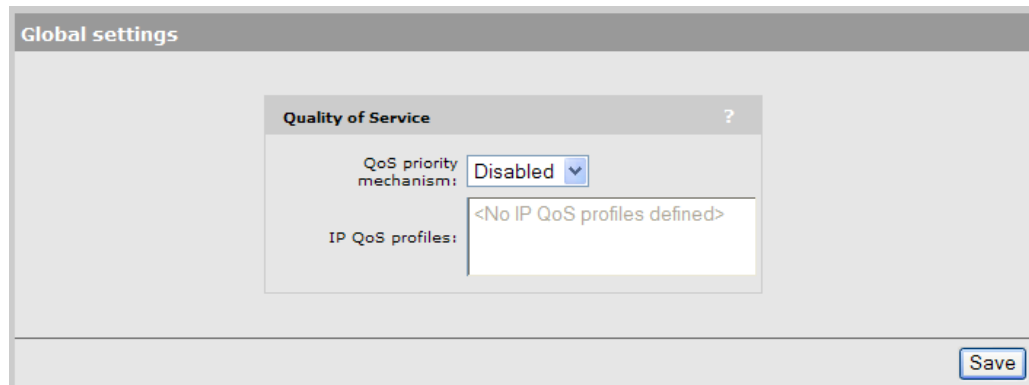 Global settings
Quality of Service ?
QoS priority
mechanism: Disabled
IP QoS profiles: <No IP QoS profiles defined>
Save